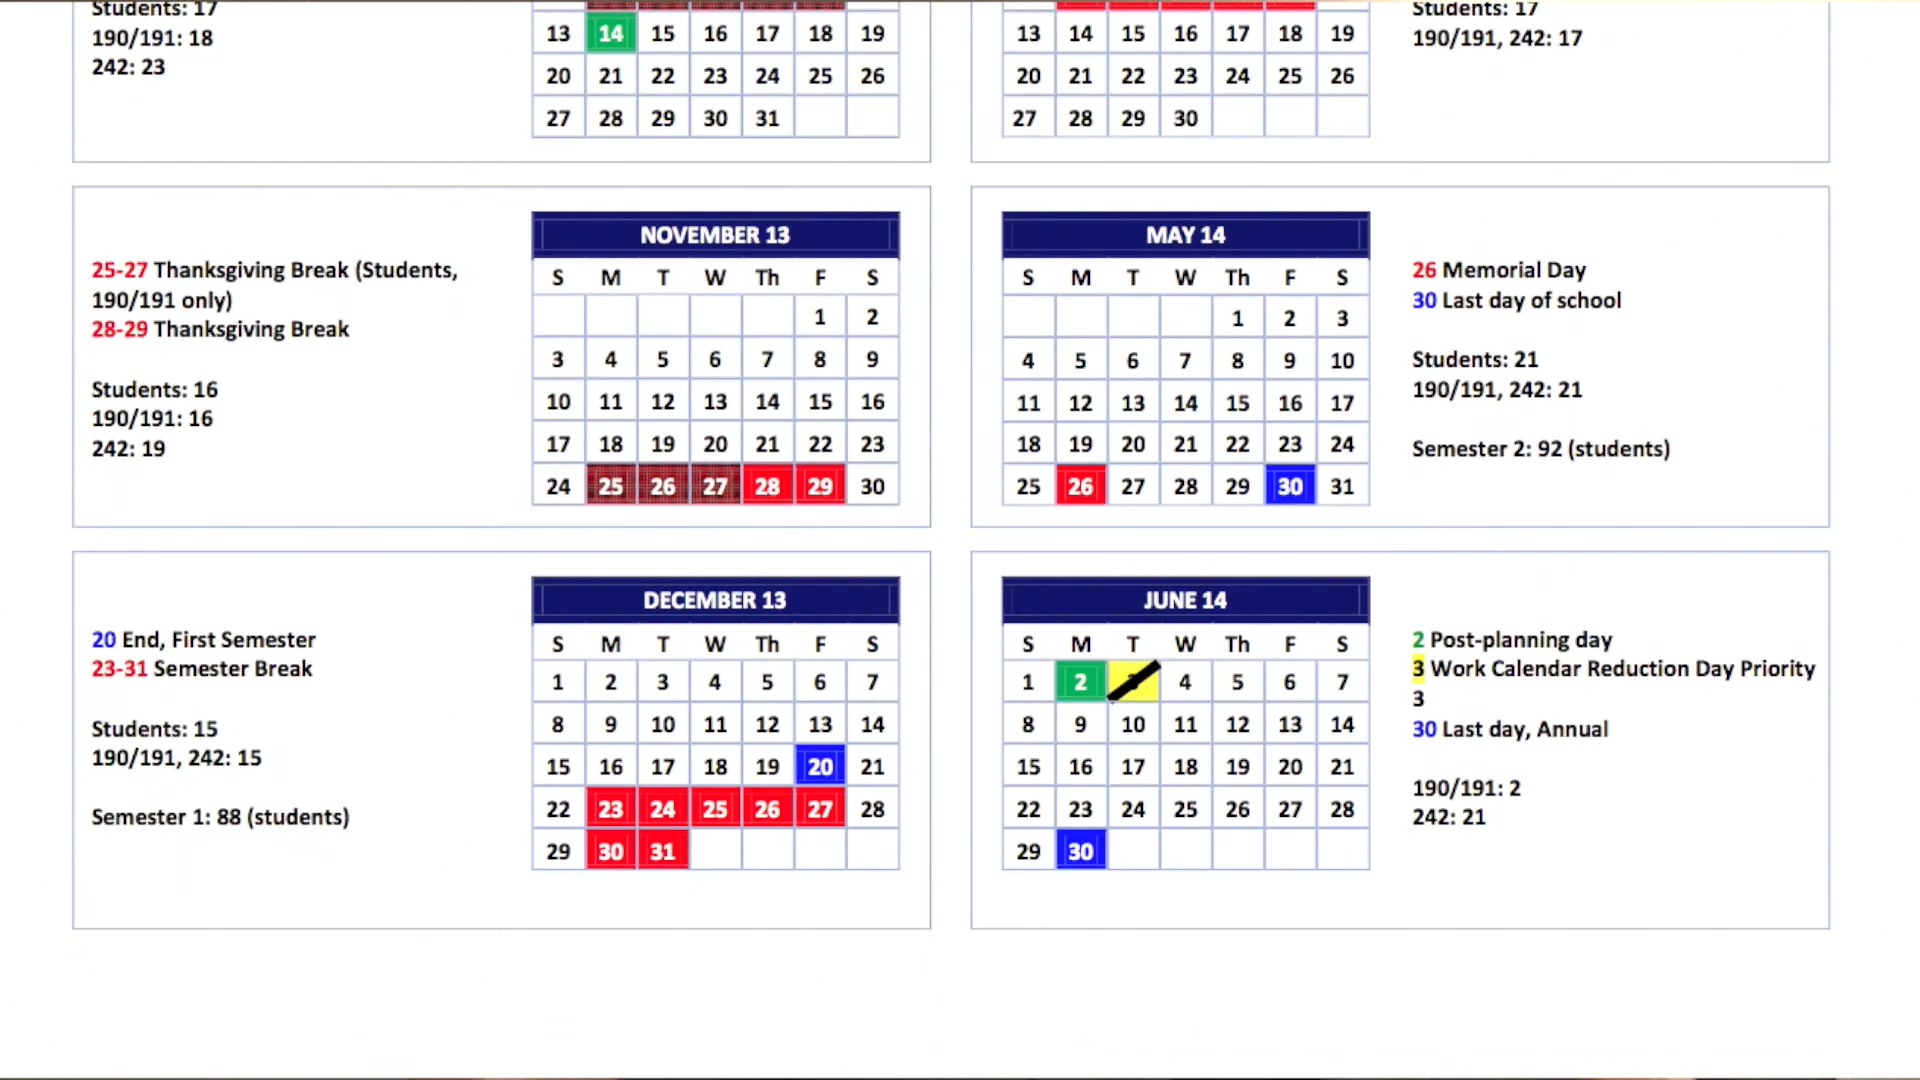 Students: 17
190/191: 18
242: 23
13 14 15 16 17 18 19
20 21 22 23 24 25 26
27 28 29 30 31
13 14 15 16 17 18 19
20 21 22 23 24 25 26
27 28 29 30
Students: 17
190/191, 242: 17
25-27 Thanksgiving Break (Students,
190/191 only)
28-29 Thanksgiving Break
Students: 16
190/191: 16
242: 19
NOVEMBER 13
S M T W Th F S
1 2
3 4 5 6 7 8 9
10 11 12 13 14 15 16
17 18 19 20 21 22 23
24 25 26 27 28 29 30
MAY 14
S M T W Th F S
1 2 3
4 5 6 7 8 9 10
11 12 13 14 15 16 17
18 19 20 21 22 23 24
25 26 27 28 29 30 31
26 Memorial Day
30 Last day of school
Students: 21
190/191, 242: 21
Semester 2: 92 (students)
20 End, First Semester
23-31 Semester Break
Students: 15
190/191, 242: 15
Semester 1: 88 (students)
DECEMBER 13
S M T W Th F S
1 2 3 4 5 6 7
8 9 10 11 12 13 14
15 16 17 18 19 20 21
22 23 24 25 26 27 28
29 30 31
JUNE 14
S M T W Th F S
1 2 4 5 6 7
8 9 10 11 12 13 14
15 16 17 18 19 20 21
22 23 24 25 26 27 28
29 30
2 Post-planning day
3 Work Calendar Reduction Day Priority
3
30 Last day, Annual
190/191: 2
242: 21